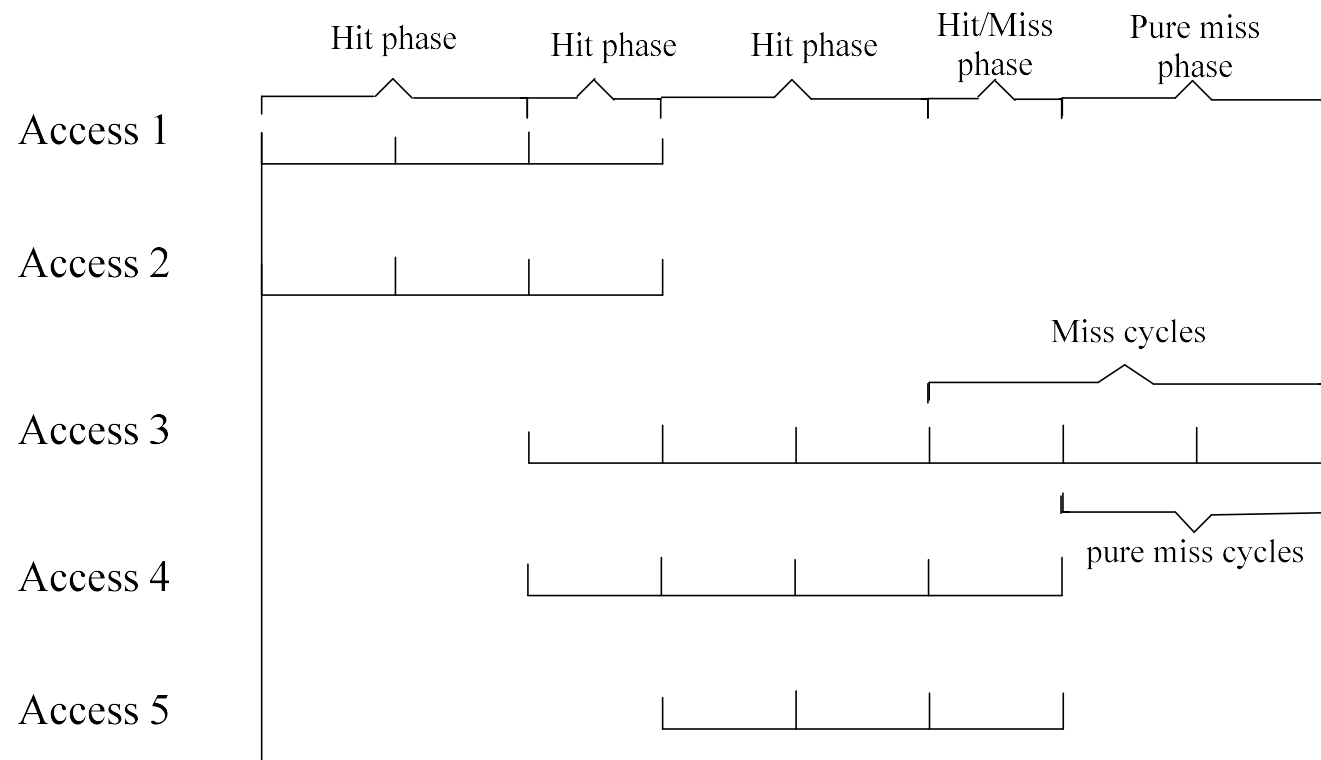 Hit phase
Hit phase
Hit phase
Hit/Miss
phase
Pure miss
phase
Access 1
Access 2
Miss cycles
Access 3
pure miss cycles
Access 4
Access 5